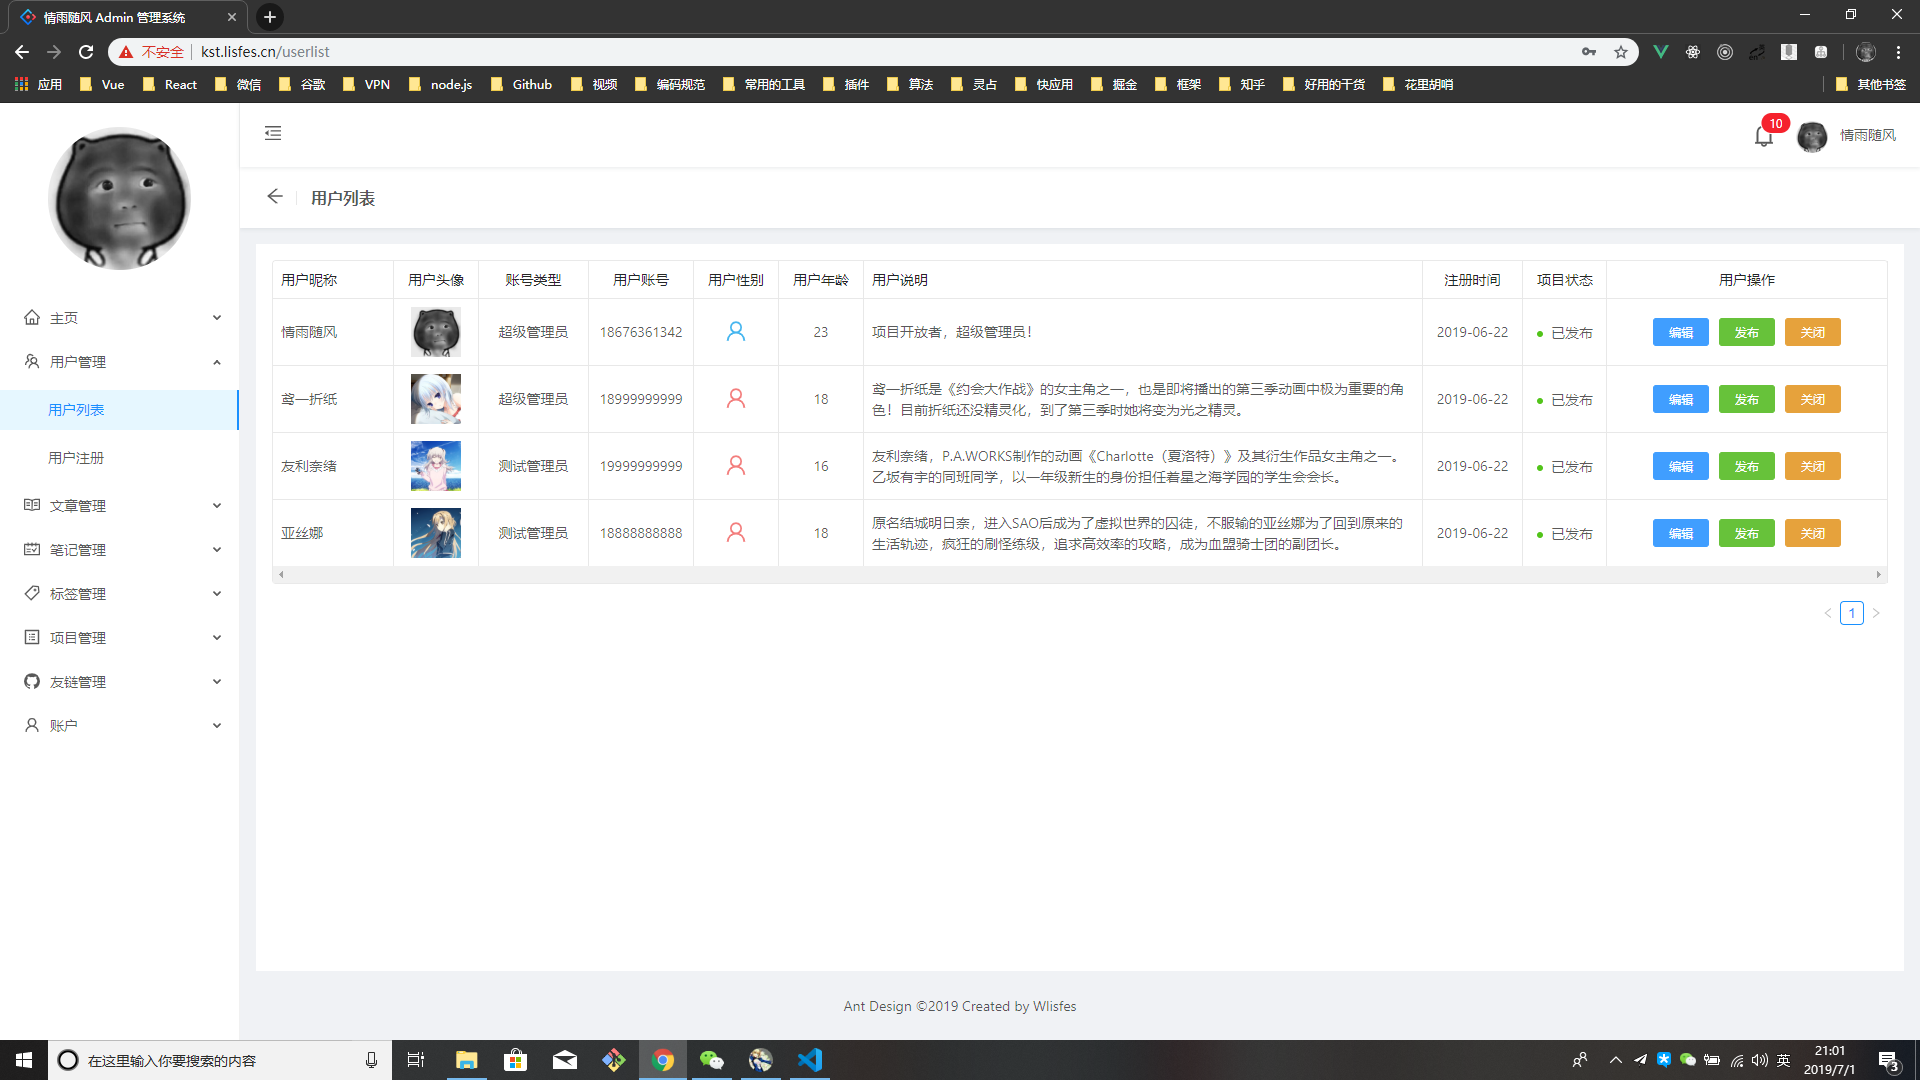 情雨随风 Admin 管理系统
不安全 kst.lisfes.cn/userlist
应用 Vue React 微信 谷歌 VPN node.js Github 视频 编码规范 常用的工具 插件 算法 灵占 快应用 掘金 框架 知乎 好用的干货 花里胡哨 其他书签
10 情雨随风
用户列表
主页
用户管理
用户列表
用户注册
文章管理
笔记管理
标签管理
项目管理
友链管理
账户
用户昵称 用户头像 账号类型 用户账号 用户性别 用户年龄 用户说明 注册时间 项目状态 用户操作
情雨随风 超级管理员 18676361342 23 项目开放者，超级管理员！ 2019-06-22 已发布 编辑 发布 关闭
鸢一折纸 超级管理员 18999999999 18 鸢一折纸是《约会大作战》的女主角之一，也是即将播出的第三季动画中极为重要的角
色！目前折纸还没精灵化，到了第三季时她将变为光之精灵。 2019-06-22 已发布 编辑 发布 关闭
友利奈绪 测试管理员 19999999999 16 友利奈绪，P.A.WORKS制作的动画《Charlotte（夏洛特）》及其衍生作品女主角之一。
乙坂有宇的同班同学，以一年级新生的身份担任着星之海学园的学生会会长。 2019-06-22 已发布 编辑 发布 关闭
亚丝娜 测试管理员 18888888888 18 原名结城明日奈，进入SAO后成为了虚拟世界的囚徒，不服输的亚丝娜为了回到原来的
生活轨迹，疯狂的刷怪练级，追求高效率的攻略，成为血盟骑士团的副团长。 2019-06-22 已发布 编辑 发布 关闭
1
Ant Design ©2019 Created by Wlisfes
在这里输入你要搜索的内容
英
21:01
2019/7/1
3